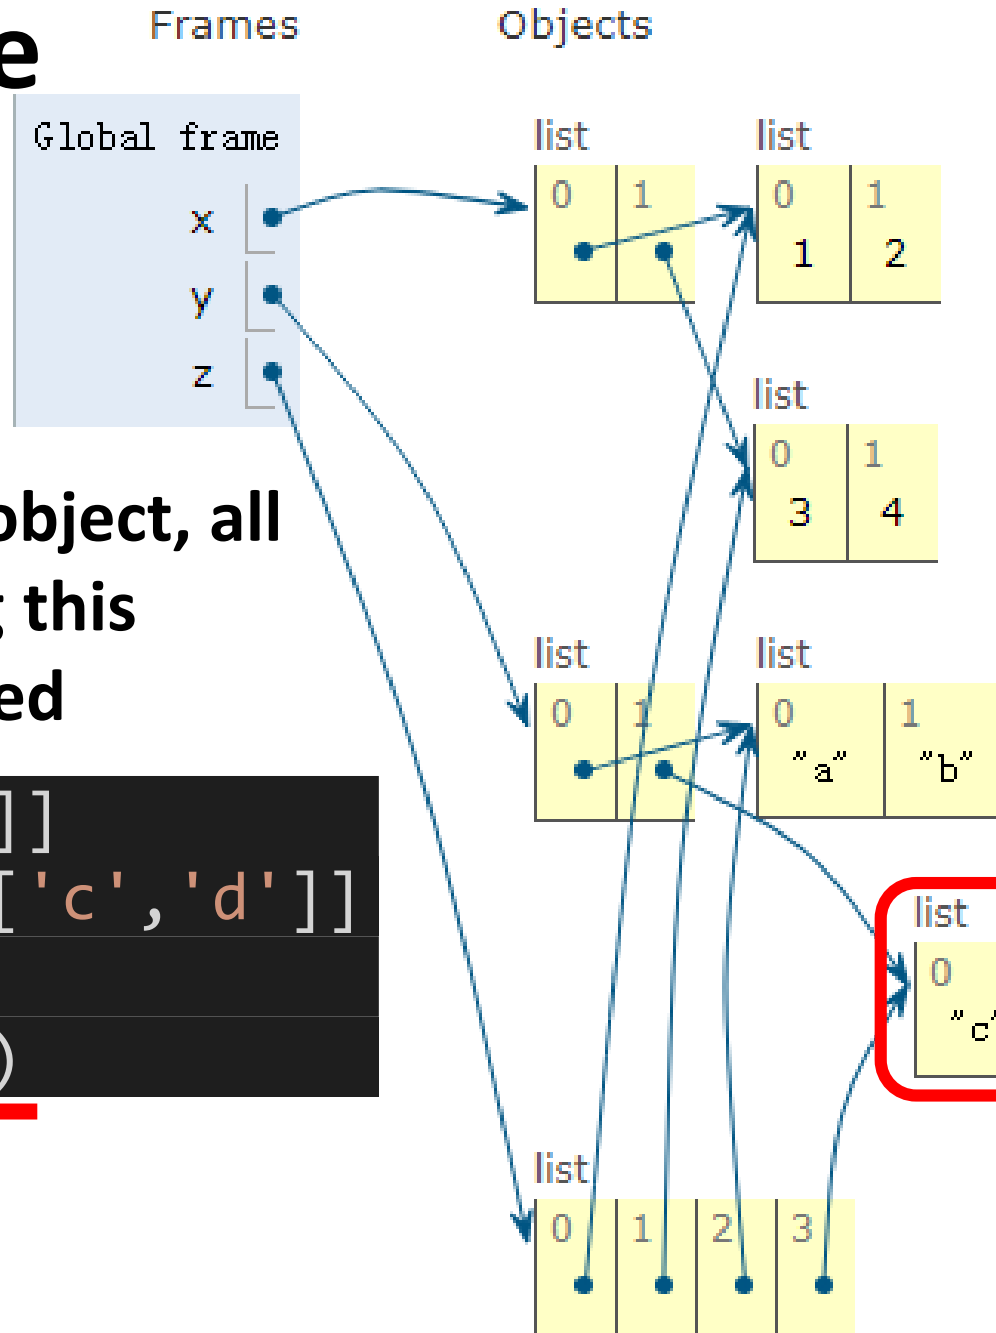 e
Frames
Objects
Global frame
x
y
z
list
0 1
list
0 1
1 2
list
0 1
3 4
object, all
this
ed
list
0 1
list
0 1
"a" "b"
]]
['c', 'd']]
)
list
0
"c"
list
0 1 2 3